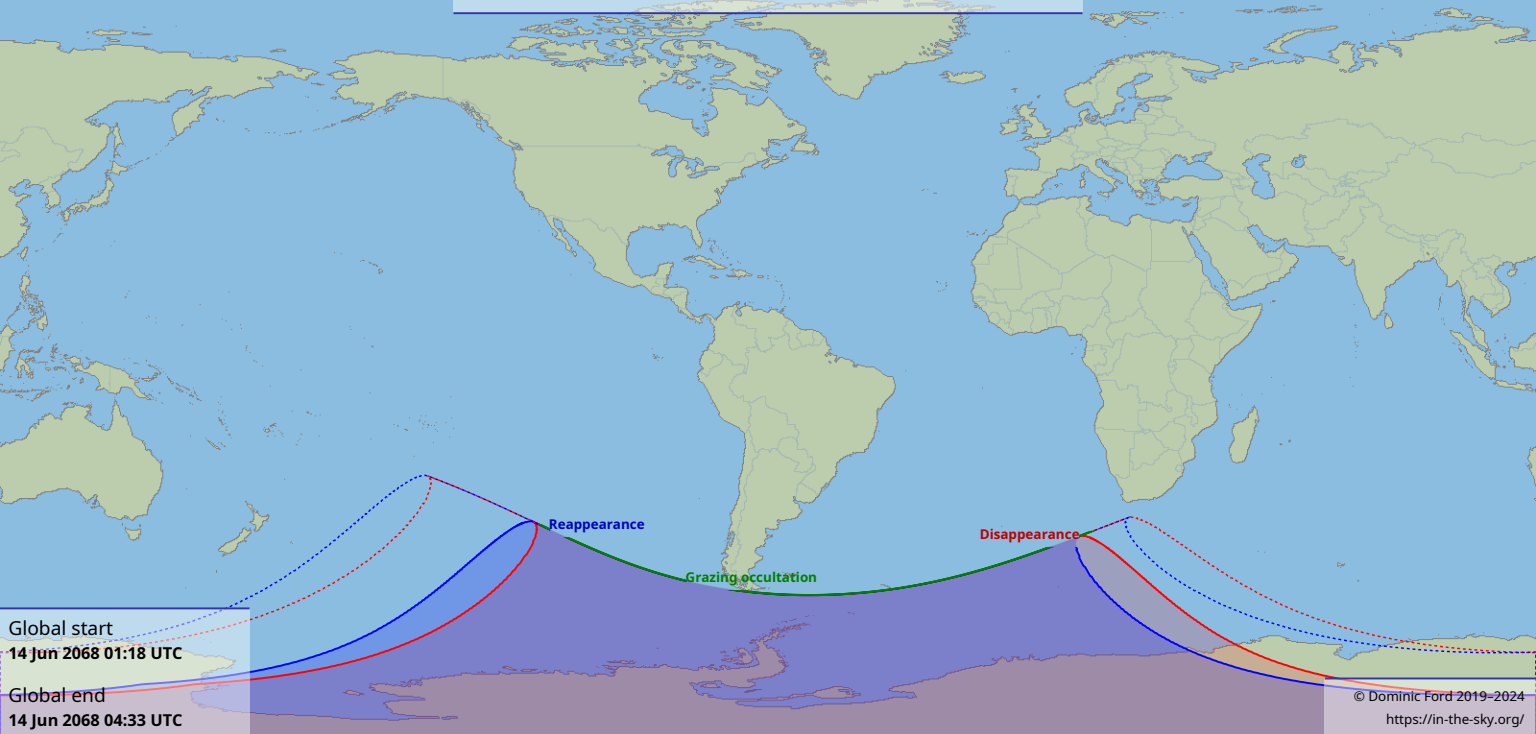 Reappearance
Disappearance
Grazing occultation
Global start
14 Jun 2068 01:18 UTC
Global end
14 Jun 2068 04:33 UTC
© Dominic Ford 2019–2024
https://in-the-sky.org/